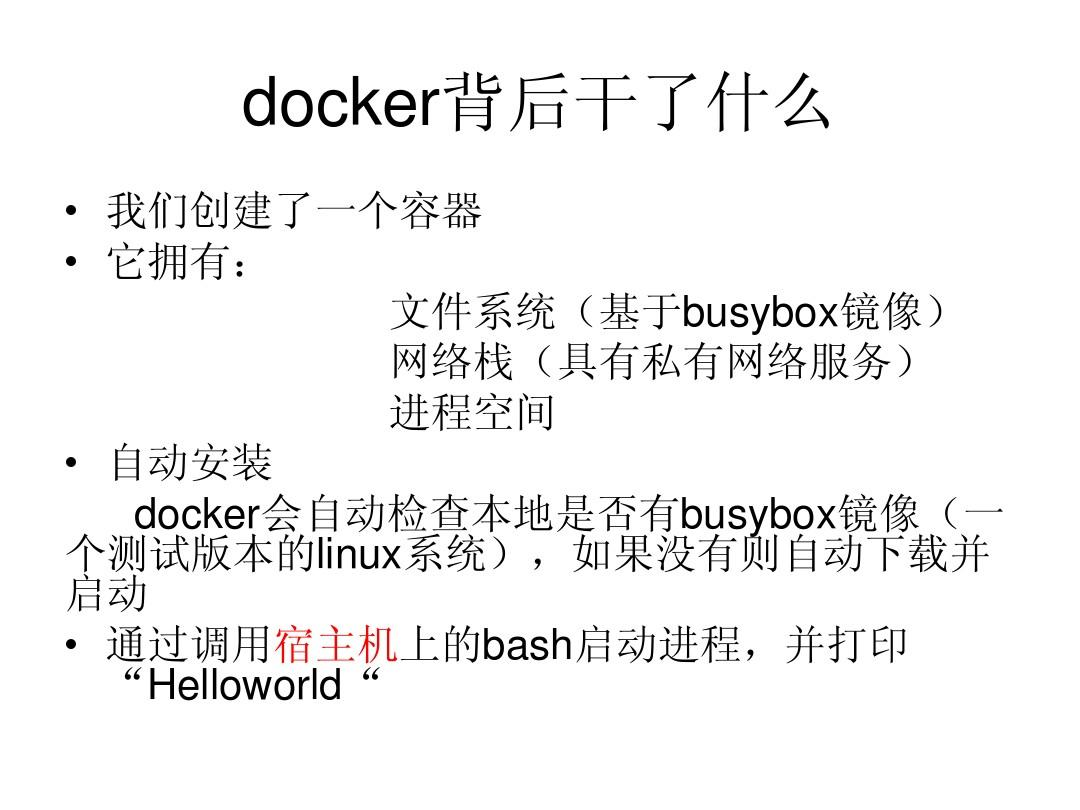 docker背后干了什么
• 我们创建了一个容器
• 它拥有：
文件系统（基于busybox镜像）
网络栈（具有私有网络服务）
进程空间
• 自动安装
docker会自动检查本地是否有busybox镜像（一
个测试版本的linux系统），如果没有则自动下载并
启动
• 通过调用宿主机上的bash启动进程，并打印
“Helloworld“